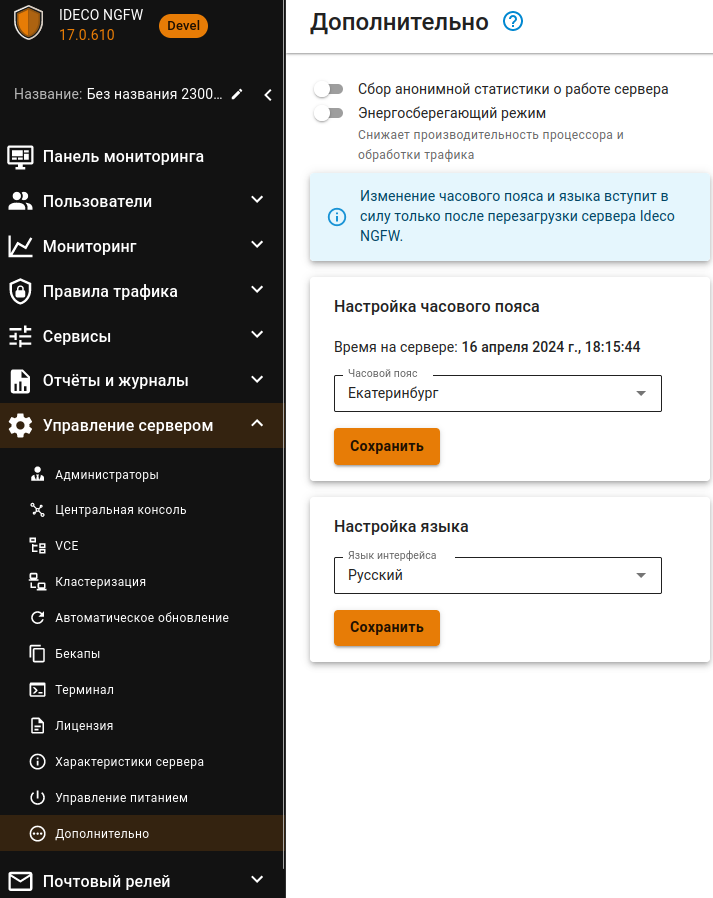 IDECO NGFW
17.0.610
Devel
Название: Без названия 2300...
Панель мониторинга
Пользователи
Мониторинг
Правила трафика
Сервисы
Отчёты и журналы
Управление сервером
Администраторы
Центральная консоль
VCE
Кластеризация
Автоматическое обновление
Бекапы
Терминал
Лицензия
Характеристики сервера
Управление питанием
Дополнительно
Почтовый релей
Дополнительно
Сбор анонимной статистики о работе сервера
Энергосберегающий режим
Снижает производительность процессора и
обработки трафика
Изменение часового пояса и языка вступит в
силу только после перезагрузки сервера Ideco
NGFW.
Настройка часового пояса
Время на сервере: 16 апреля 2024 г., 18:15:44
Часовой пояс
Екатеринбург
Сохранить
Настройка языка
Язык интерфейса
Русский
Сохранить